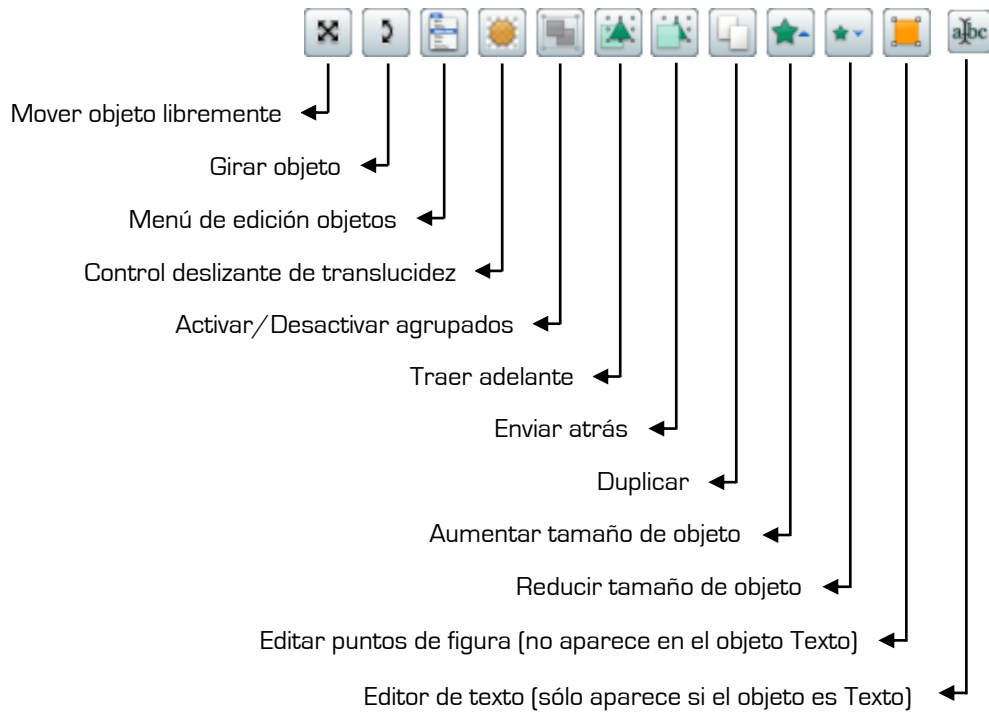 a bc
Mover objeto libremente
Girar objeto
Menú de edición objetos
Control deslizante de translucidez
Activar/Desactivar agrupados
Traer adelante
Enviar atrás
Duplicar
Aumentar tamaño de objeto
Reducir tamaño de objeto
Editar puntos de figura (no aparece en el objeto Texto)
Editor de texto (sólo aparece si el objeto es Texto)